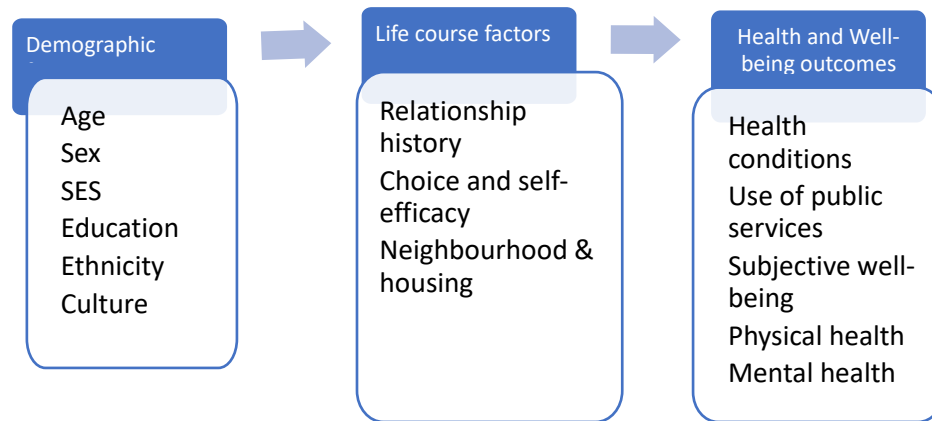 Demographic
Age
Sex
SES
Education
Ethnicity
Culture
Life course factors
Relationship
history
Choice and self-
efficacy
Neighbourhood &
housing
Health and Well-
being outcomes
Health
conditions
Use of public
services
Subjective well-
being
Physical health
Mental health